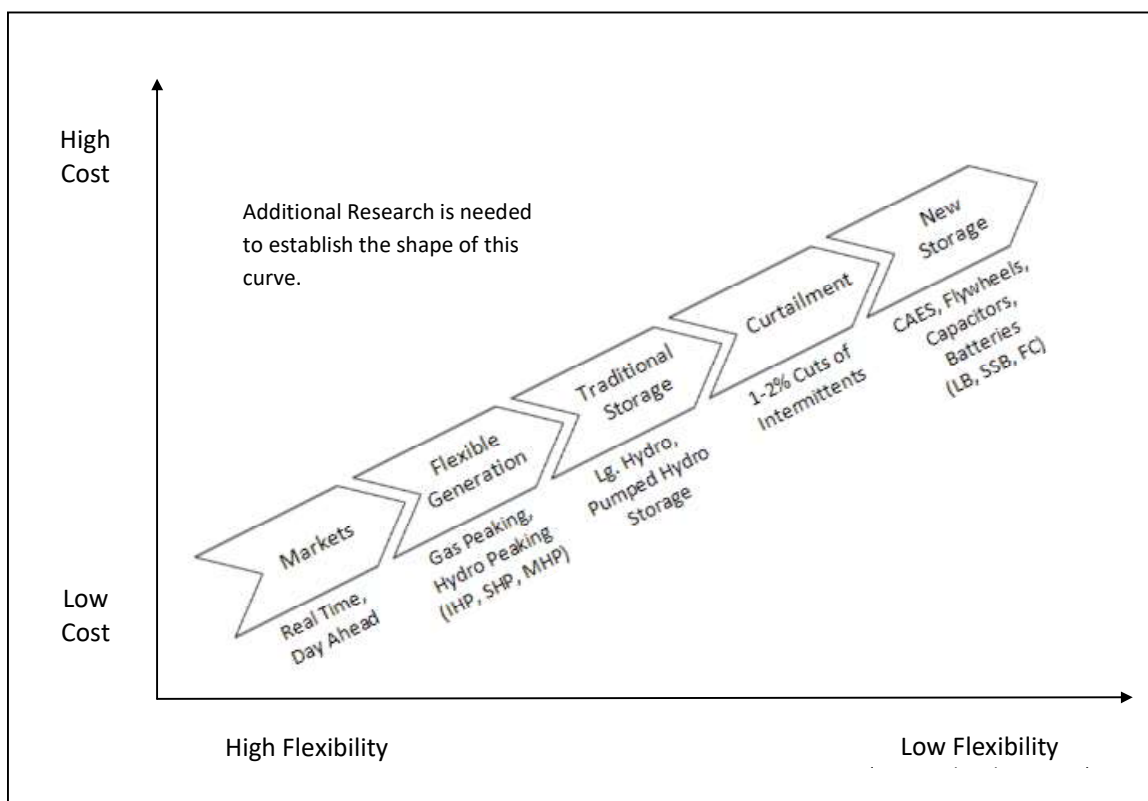 High
Cost
Additional Research is needed
to establish the shape of this
curve.
New
Storage
CAES, Flywheels,
Capacitors,
Batteries
(LB, SSB, FC)
Curtailment
1-2% Cuts of
Intermittents
Traditional
Storage
Lg. Hydro,
Pumped Hydro
Storage
Flexible
Generation
Gas Peaking,
Hydro Peaking
(IHP, SHP, MHP)
Markets
Real Time,
Day Ahead
Low
Cost
High Flexibility
Low Flexibility